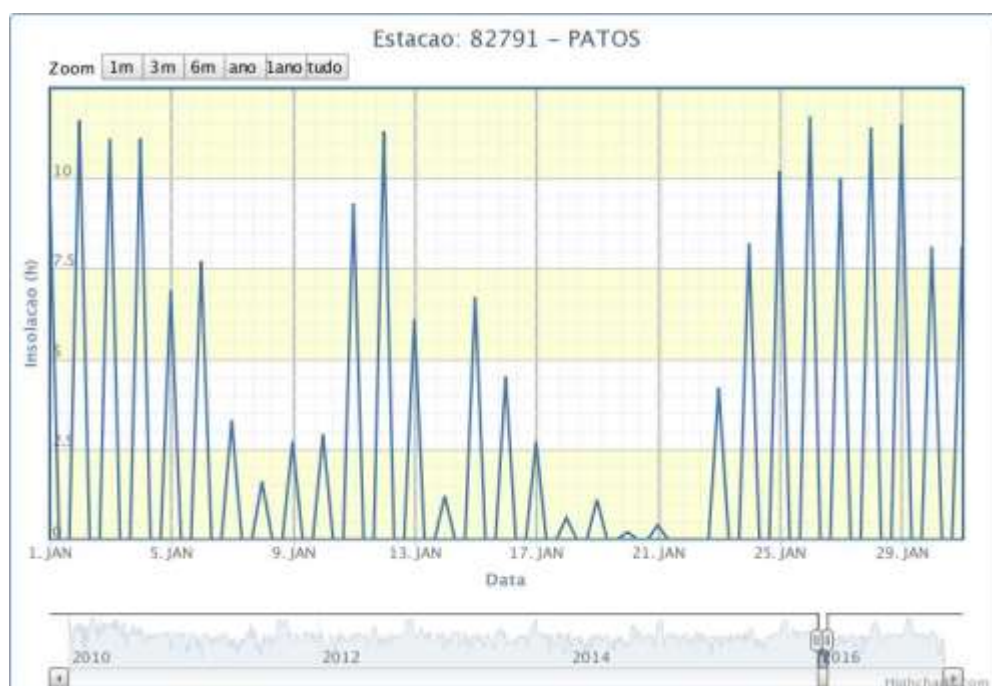 Estacao: 82791 – PATOS
Zoom 1m 3m 6m ano 1ano tudo
10
7.5
5
2.5
0
Insolacao (h)
1. JAN 5. JAN 9. JAN 13. JAN 17. JAN 21. JAN 25. JAN 29. JAN
Data
2010 2012 2014 2016
Highcharts.com